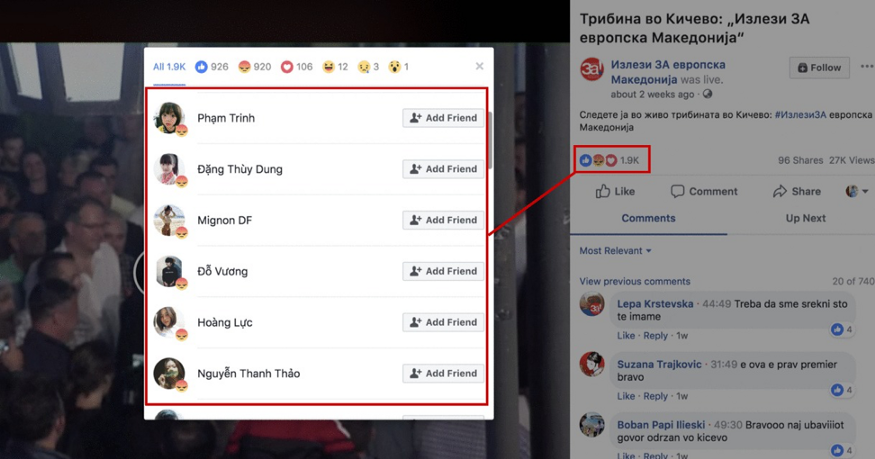 All 1.9K 926 920 106 12 3 1 ×
Phạm Trinh Add Friend
Đặng Thùy Dung Add Friend
Mignon DF Add Friend
Đỗ Vương Add Friend
Hoàng Lực Add Friend
Nguyễn Thanh Thảo Add Friend
Трибина во Кичево: „Излези ЗА
европска Македонија“
За!
Излези ЗА европска
Македонија was live.
about 2 weeks ago ·
Follow
Следете ја во живо трибината во Кичево: #ИзлезиЗА европска
Македонија
1.9K 96 Shares 27K Views
Like Comment Share
Comments Up Next
Most Relevant
View previous comments 20 of 740
Lepa Krstevska · 44:49 Treba da sme srekni sto
te imame
4
Like · Reply · 1w
Suzana Trajkovic · 31:49 e ova e prav premier
bravo
4
Like · Reply · 1w
Boban Papi Ilieski · 49:30 Bravooo naj ubaviiiot
govor odrzan vo kicevo
4
Like · Reply · 1w